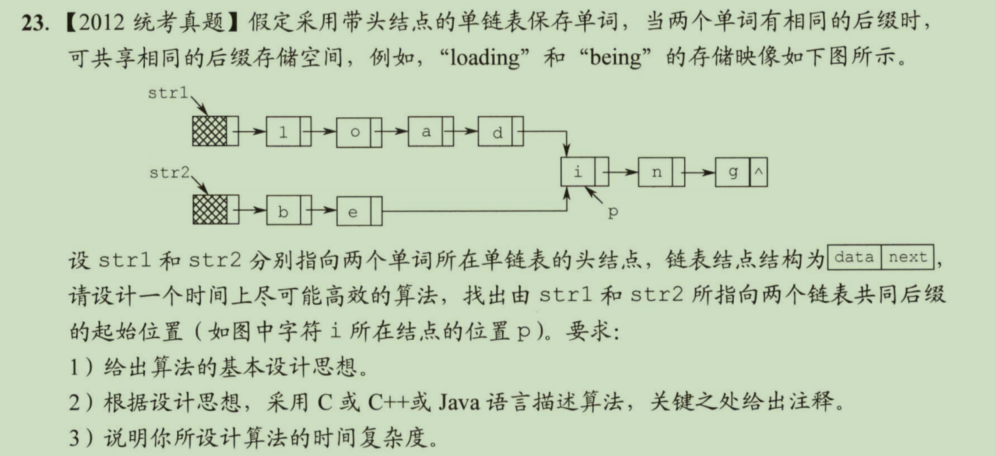 23.【2012 统考真题】假定采用带头结点的单链表保存单词，当两个单词有相同的后缀时，
可共享相同的后缀存储空间，例如，“loading”和“being”的存储映像如下图所示。
str1
l o a d
str2
i n g ∧
b e
p
设 str1 和 str2 分别指向两个单词所在单链表的头结点，链表结点结构为 data next，
请设计一个时间上尽可能高效的算法，找出由 str1 和 str2 所指向两个链表共同后缀
的起始位置（如图中字符 i 所在结点的位置 p）。要求：
1）给出算法的基本设计思想。
2）根据设计思想，采用 C 或 C++或 Java 语言描述算法，关键之处给出注释。
3）说明你所设计算法的时间复杂度。